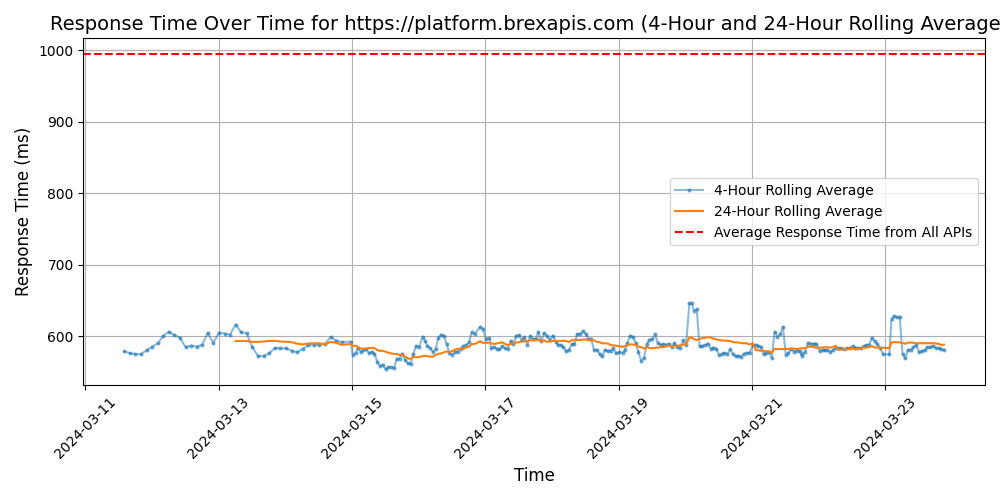 Response Time Over Time for https://platform.brexapis.com (4-Hour and 24-Hour Rolling Average
1000
900
800
700
600
Response Time (ms)
4-Hour Rolling Average
24-Hour Rolling Average
Average Response Time from All APIs
2024-03-11
2024-03-13
2024-03-15
2024-03-17
2024-03-19
2024-03-21
2024-03-23
Time